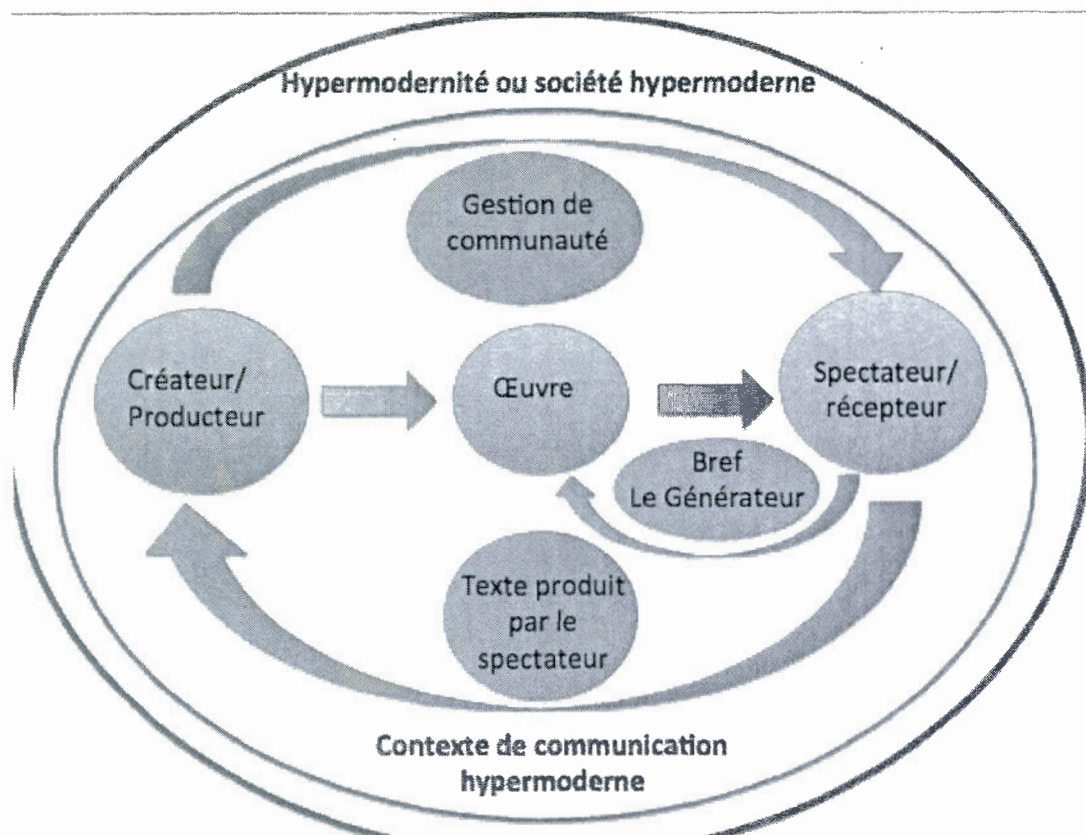 Hypermodernité ou société hypermoderne
Gestion de
communauté
Créateur/
Producteur
Œuvre
Spectateur/
récepteur
Bref
Le Générateur
Texte produit
par le
spectateur
Contexte de communication
hypermoderne